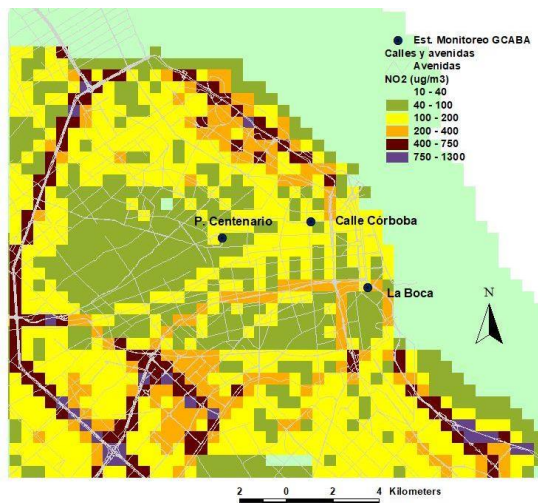 Est. Monitoreo GCABA
Calles y avenidas
Avenidas
NO2 (ug/m3)
10 - 40
40 - 100
100 - 200
200 - 400
400 - 750
750 - 1300
P. Centenario
Calle Córboba
La Boca
N
2 0 2 4 Kilometers